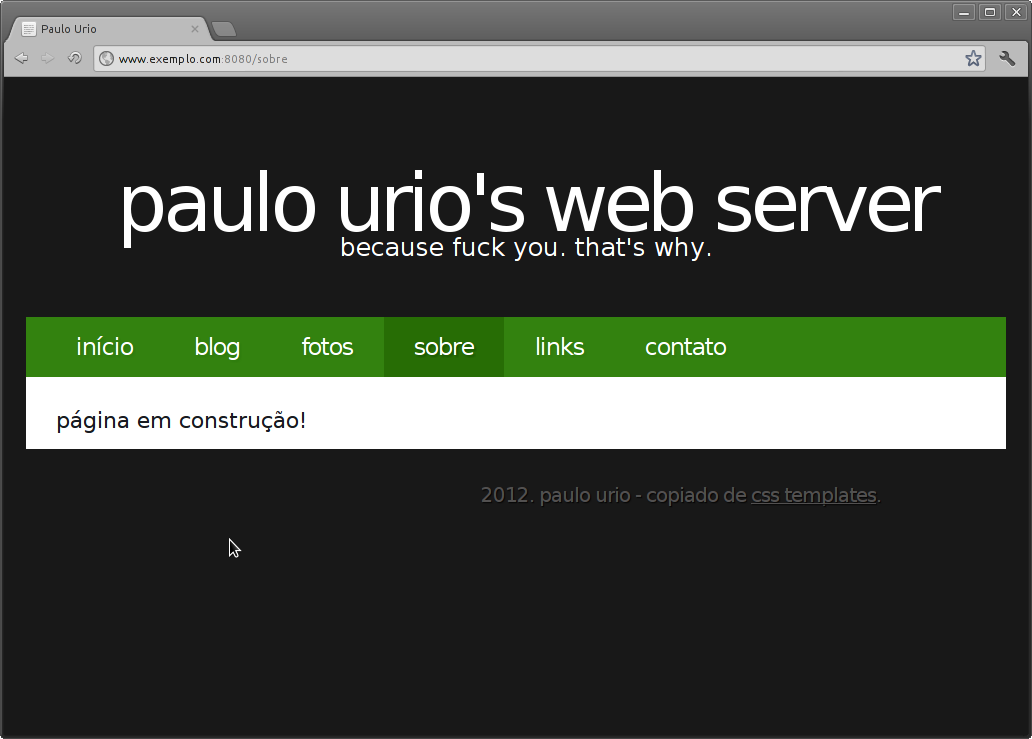 Paulo Urio
www.exemplo.com:8080/sobre
paulo urio's web server
because fuck you. that's why.
início blog fotos sobre links contato
página em construção!
2012. paulo urio - copiado de css templates.